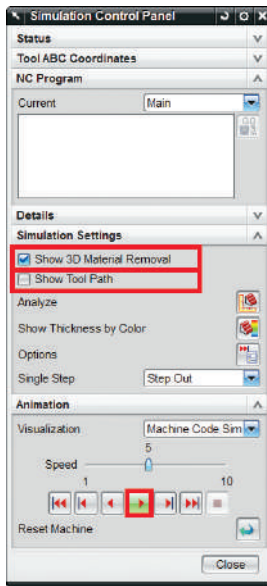 Simulation Control Panel
Status
Tool ABC Coordinates
NC Program
Current Main
Details
Simulation Settings
Show 3D Material Removal
Show Tool Path
Analyze
Show Thickness by Color
Options
Single Step Step Out
Animation
Visualization Machine Code Sim
5
Speed
1 10
Reset Machine
Close